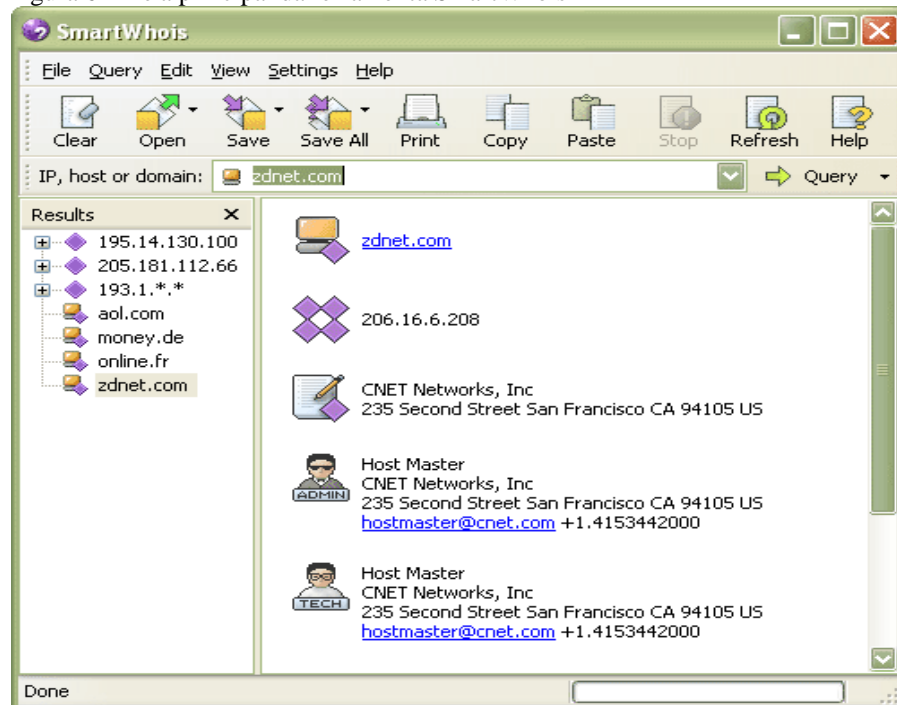 SmartWhois
File Query Edit View Settings Help
Clear Open Save Save All Print Copy Paste Stop Refresh Help
IP, host or domain: zdnet.com Query
Results
195.14.130.100
205.181.112.66
193.1.*.*
aol.com
money.de
online.fr
zdnet.com
zdnet.com
206.16.6.208
CNET Networks, Inc
235 Second Street San Francisco CA 94105 US
ADMIN
Host Master
CNET Networks, Inc
235 Second Street San Francisco CA 94105 US
hostmaster@cnet.com +1.4153442000
TECH
Host Master
CNET Networks, Inc
235 Second Street San Francisco CA 94105 US
hostmaster@cnet.com +1.4153442000
Done